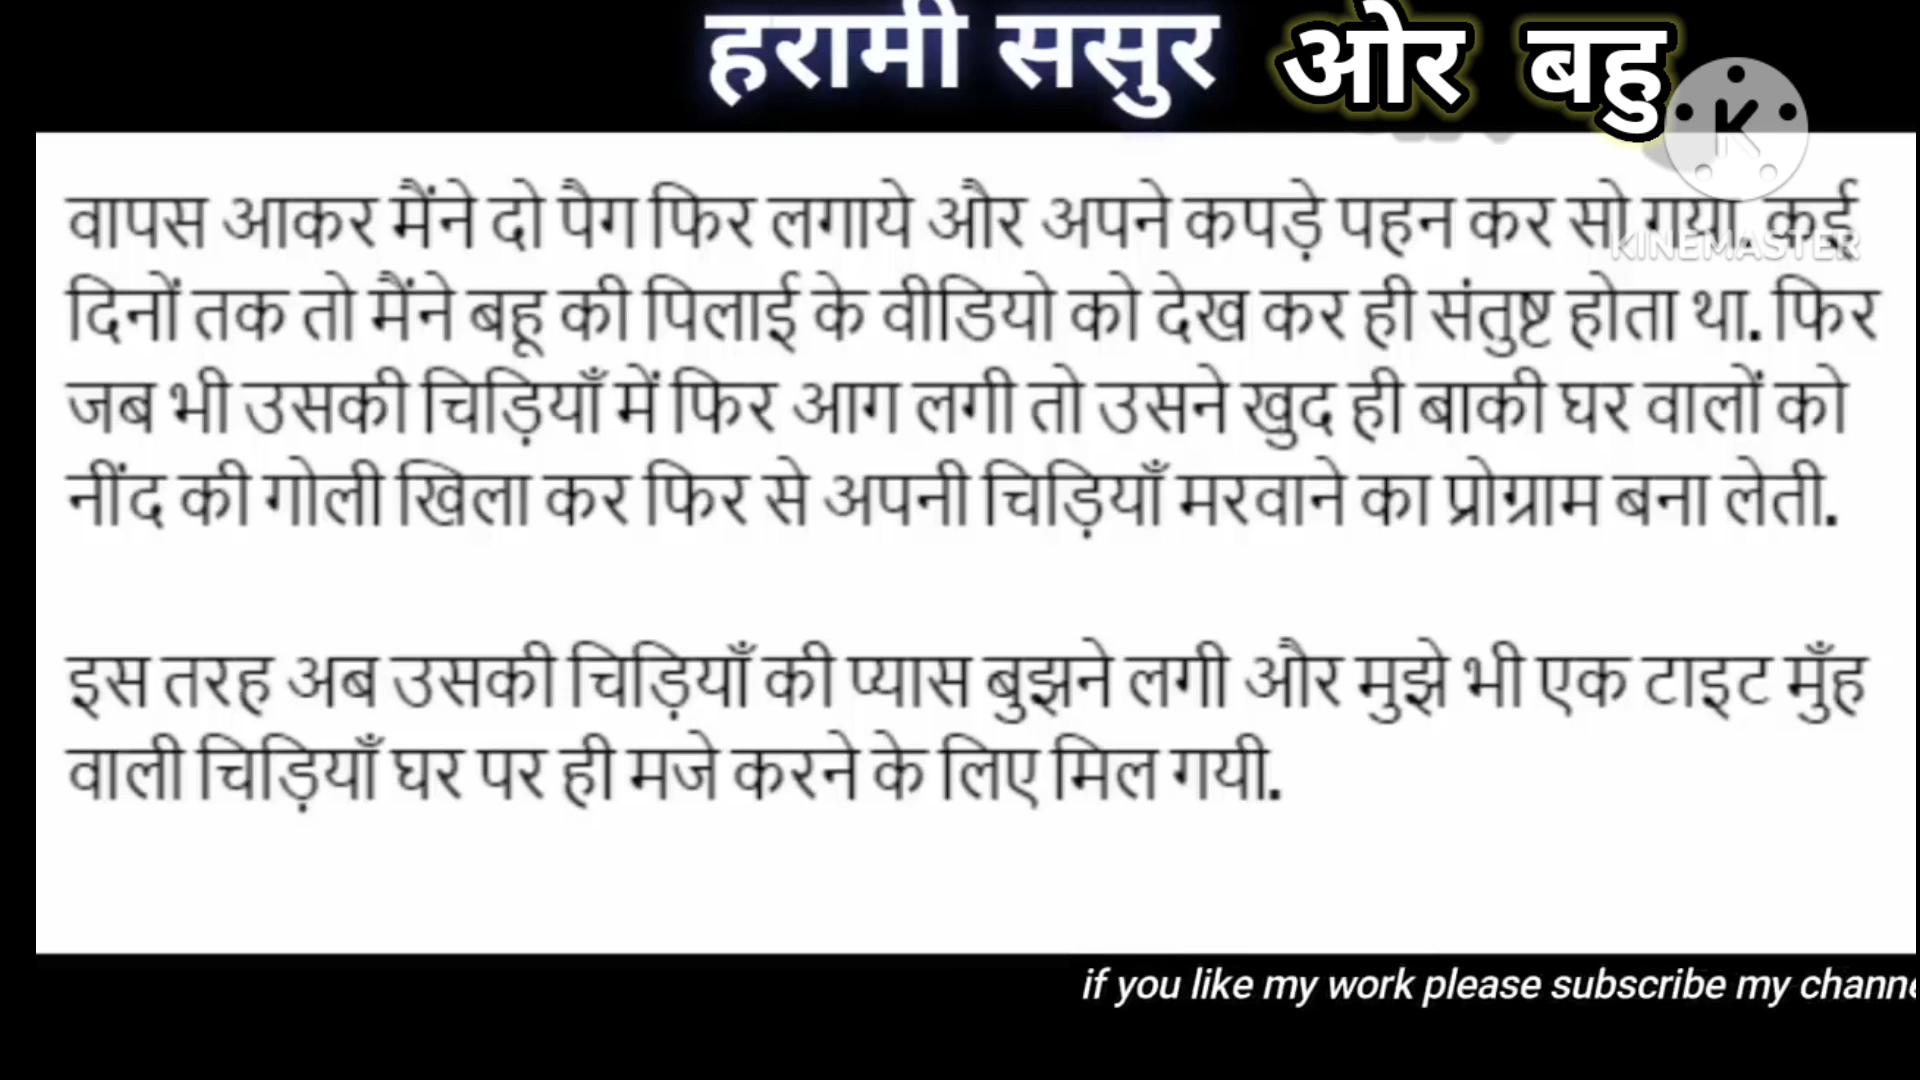 हरामी ससुर ओर बहु
K
KINEMASTER
वापस आकर मैंने दो पैग फिर लगाये और अपने कपड़े पहन कर सो गया. कई
दिनों तक तो मैंने बहू की पिलाई के वीडियो को देख कर ही संतुष्ट होता था. फिर
जब भी उसकी चिड़ियाँ में फिर आग लगी तो उसने खुद ही बाकी घर वालों को
नींद की गोली खिला कर फिर से अपनी चिड़ियाँ मरवाने का प्रोग्राम बना लेती.
इस तरह अब उसकी चिड़ियाँ की प्यास बुझने लगी और मुझे भी एक टाइट मुँह
वाली चिड़ियाँ घर पर ही मजे करने के लिए मिल गयी.
if you like my work please subscribe my